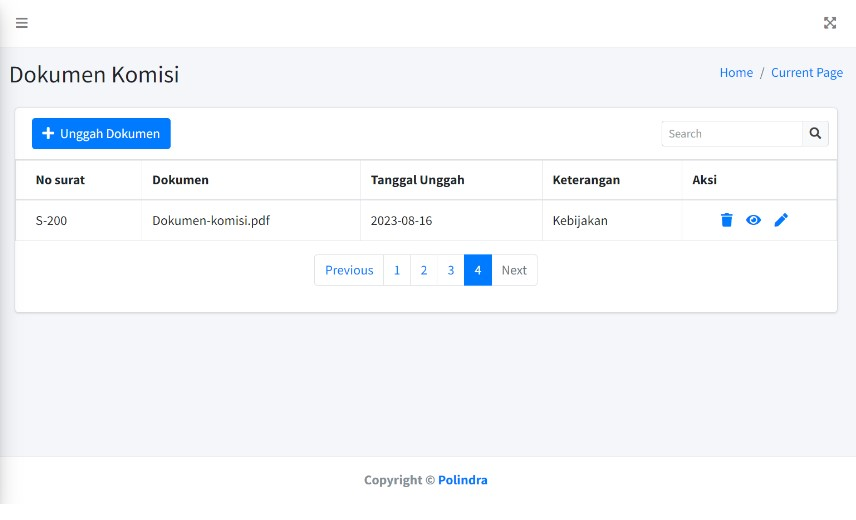 Dokumen Komisi
Home / Current Page
Unggah Dokumen
Search
No surat Dokumen Tanggal Unggah Keterangan Aksi
S-200 Dokumen-komisi.pdf 2023-08-16 Kebijakan
Previous 1 2 3 4 Next
Copyright © Polindra